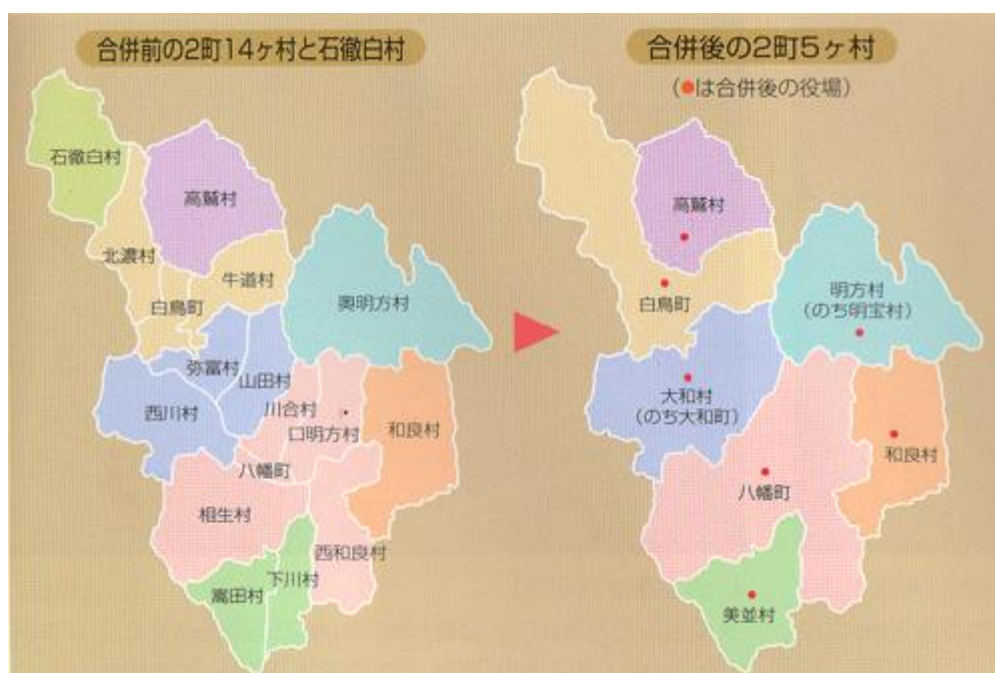 合併前の2町14ヶ村と石徹白村
石徹白村
高鷲村
北濃村
牛道村
白鳥町
奥明方村
弥富村
山田村
西川村
川合村
口明方村
和良村
八幡町
相生村
西和良村
下川村
嵩田村
合併後の2町5ヶ村
(●は合併後の役場)
高鷲村
白鳥町
明方村
(のち明宝村)
大和村
(のち大和町)
和良村
八幡町
美並村